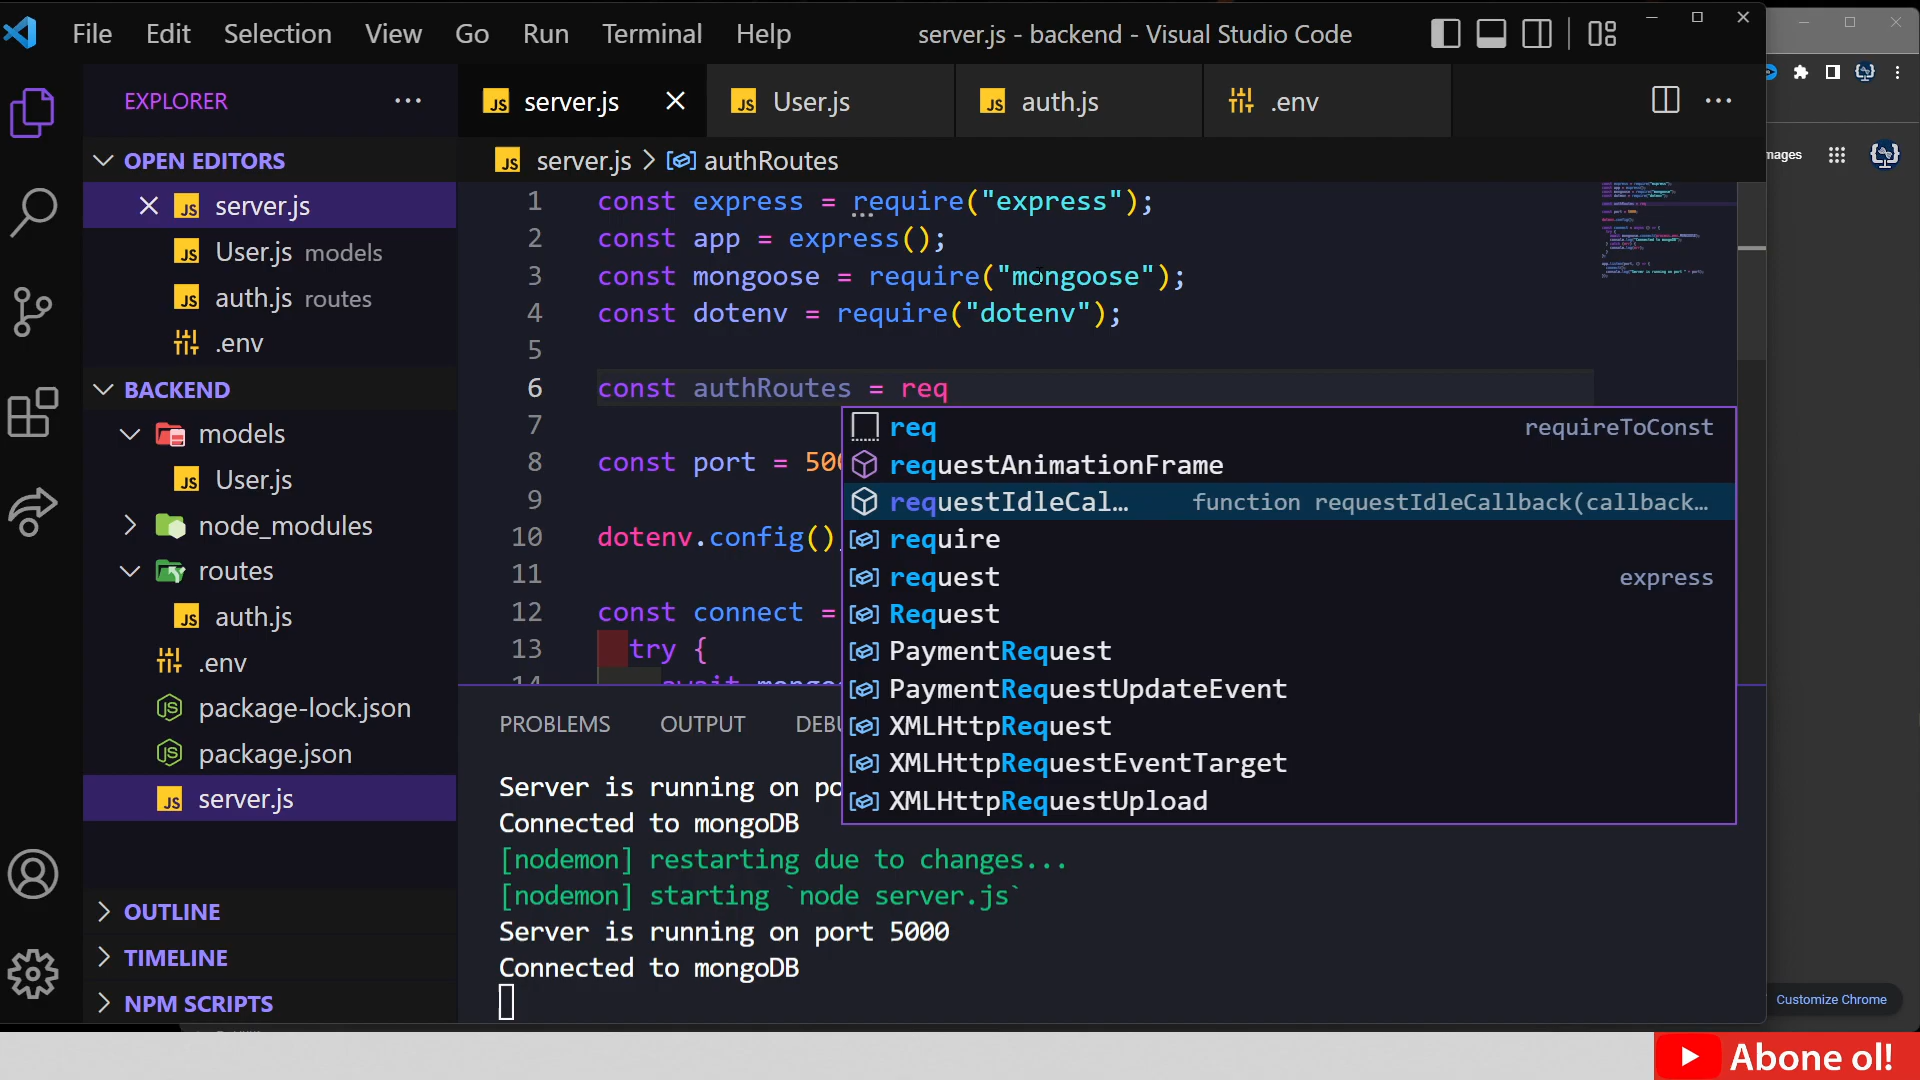 File Edit Selection View Go Run Terminal Help server.js - backend - Visual Studio Code
EXPLORER
OPEN EDITORS
server.js
User.js models
auth.js routes
.env
BACKEND
models
User.js
node_modules
routes
auth.js
.env
package-lock.json
package.json
server.js
OUTLINE
TIMELINE
NPM SCRIPTS
server.js User.js auth.js .env
server.js > authRoutes
1 const express = require("express");
2 const app = express();
3 const mongoose = require("mongoose");
4 const dotenv = require("dotenv");
5
6 const authRoutes = req
7
8 const port = 500
9
10 dotenv.config()
11
12 const connect =
13 try {
14 await mongoo
req requireToConst
requestAnimationFrame
requestIdleCal… function requestIdleCallback(callback…
require
request express
Request
PaymentRequest
PaymentRequestUpdateEvent
XMLHttpRequest
XMLHttpRequestEventTarget
XMLHttpRequestUpload
PROBLEMS OUTPUT DEBU
Server is running on po
Connected to mongoDB
[nodemon] restarting due to changes...
[nodemon] starting `node server.js`
Server is running on port 5000
Connected to mongoDB
mages
Customize Chrome
Abone ol!